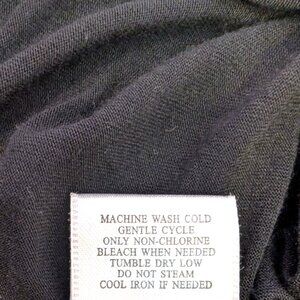 MACHINE WASH COLD
GENTLE CYCLE
ONLY NON-CHLORINE
BLEACH WHEN NEEDED
TUMBLE DRY LOW
DO NOT STEAM
COOL IRON IF NEEDED